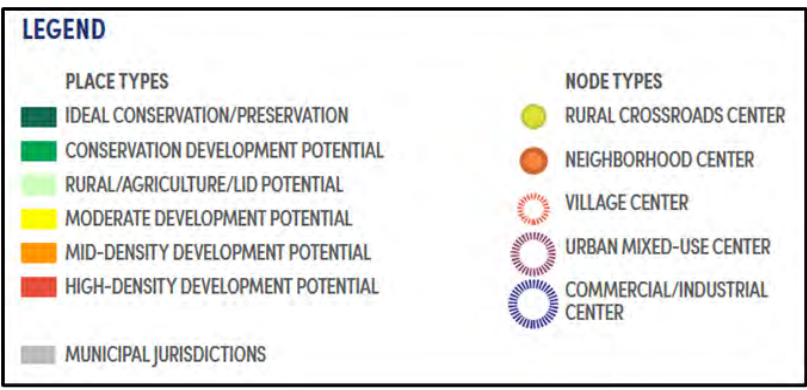 LEGEND
PLACE TYPES
IDEAL CONSERVATION/PRESERVATION
CONSERVATION DEVELOPMENT POTENTIAL
RURAL/AGRICULTURE/LID POTENTIAL
MODERATE DEVELOPMENT POTENTIAL
MID-DENSITY DEVELOPMENT POTENTIAL
HIGH-DENSITY DEVELOPMENT POTENTIAL
MUNICIPAL JURISDICTIONS
NODE TYPES
RURAL CROSSROADS CENTER
NEIGHBORHOOD CENTER
VILLAGE CENTER
URBAN MIXED-USE CENTER
COMMERCIAL/INDUSTRIAL
CENTER